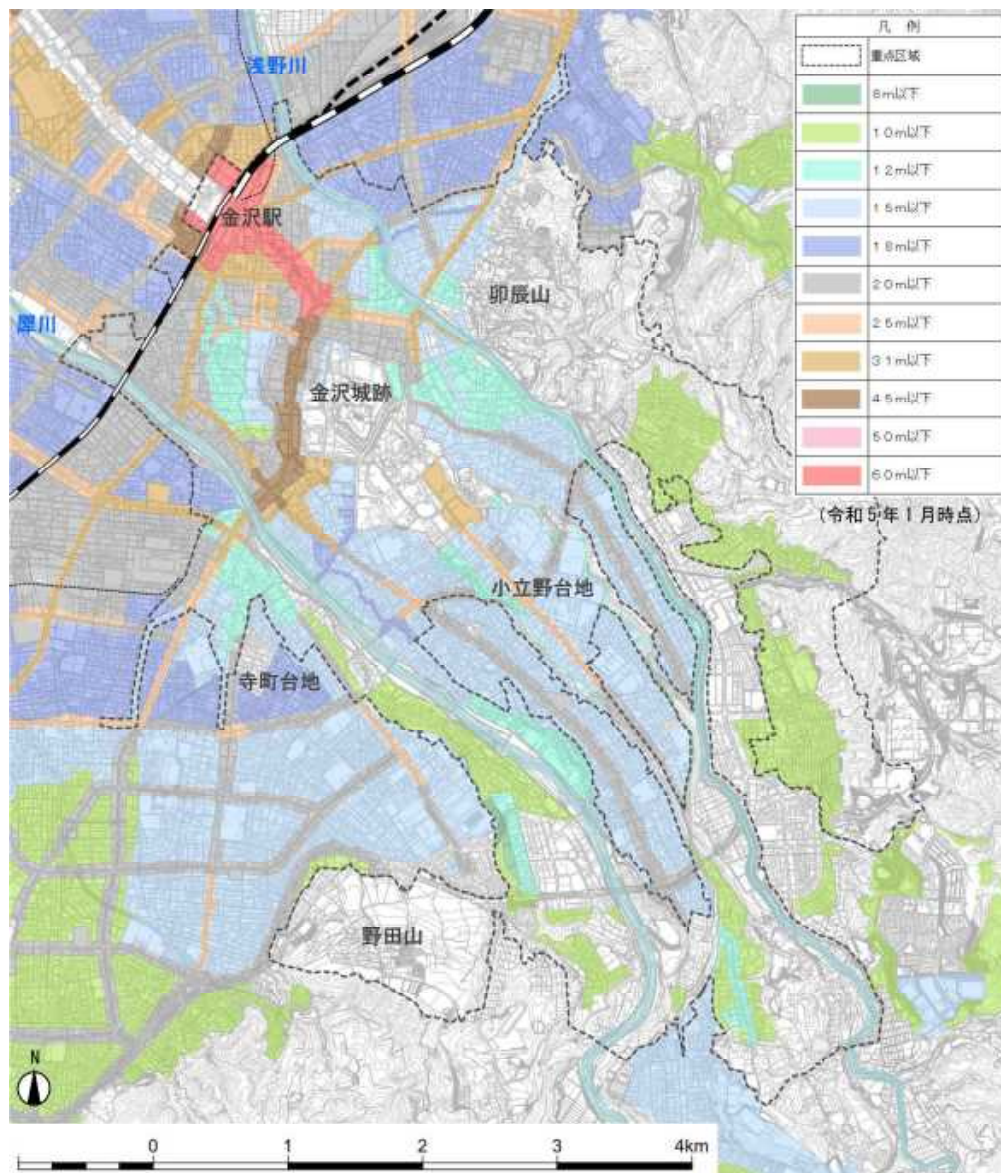 凡 例
重点区域
8m以下
10m以下
12m以下
15m以下
18m以下
20m以下
25m以下
31m以下
45m以下
50m以下
60m以下
(令和5年1月時点)
浅野川
金沢駅
卯辰山
犀川
金沢城跡
小立野台地
寺町台地
野田山
N
0 1 2 3 4km